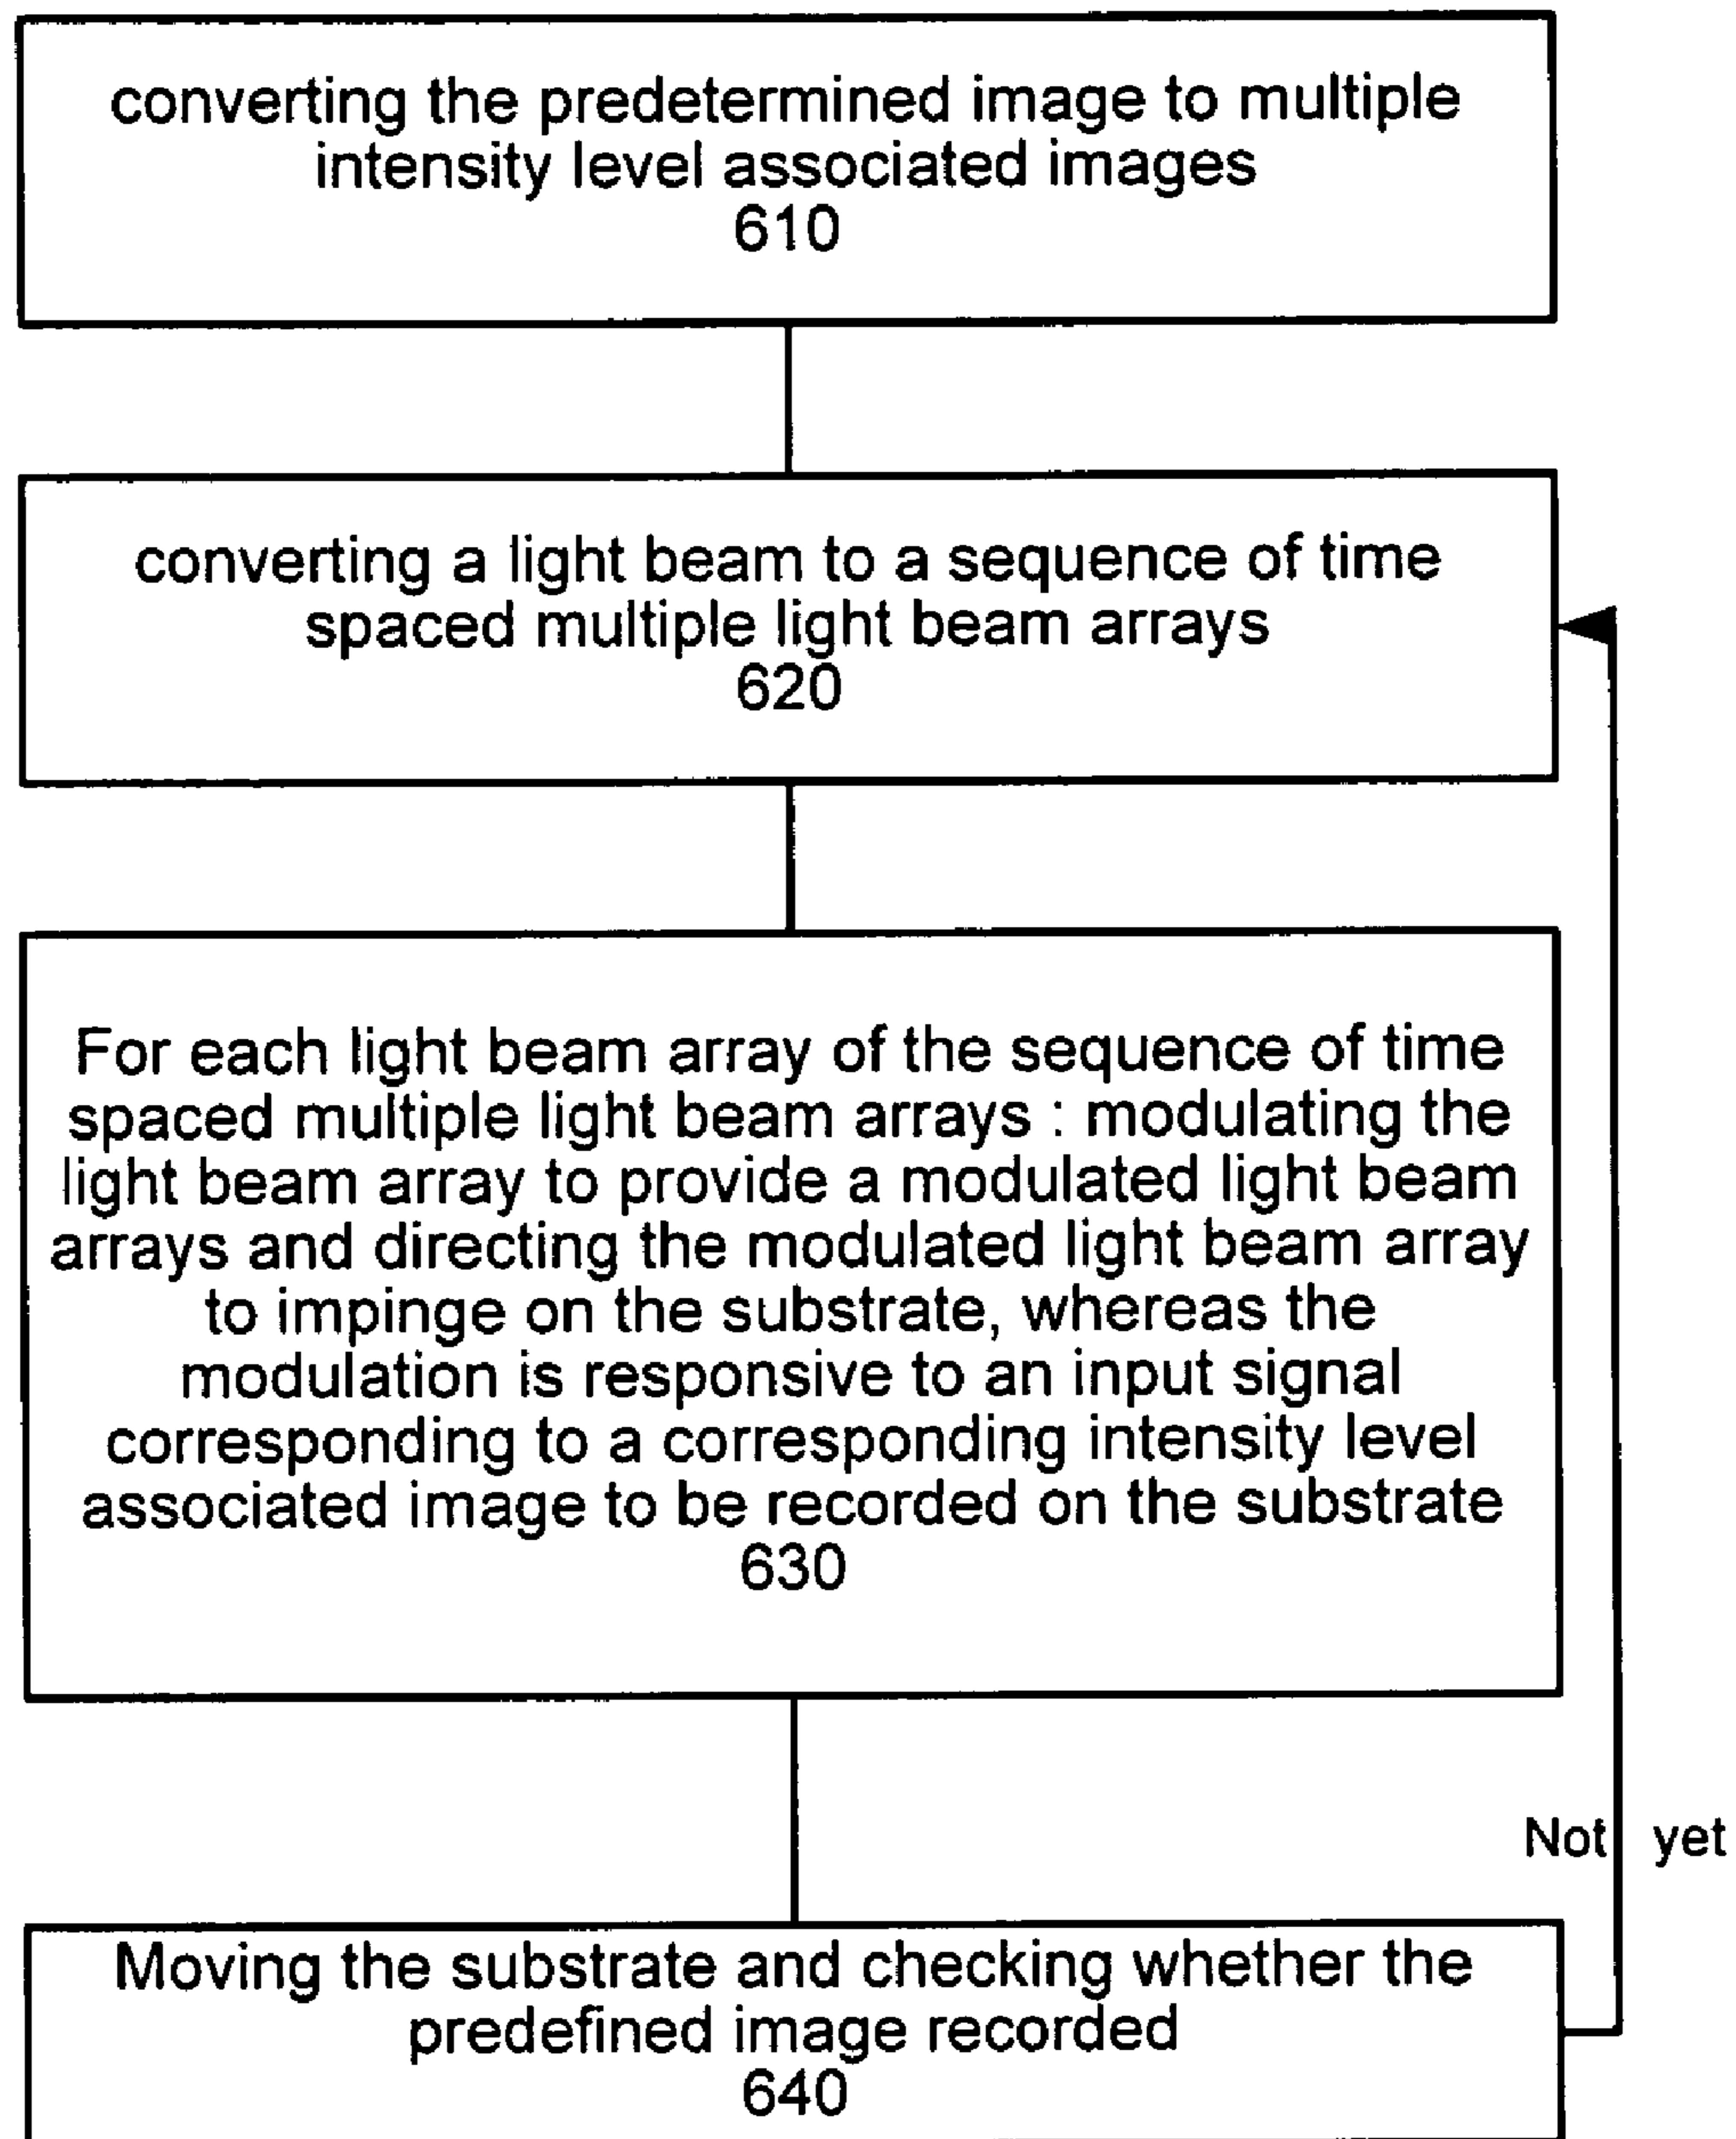 converting the predetermined image to multiple
intensity level associated images
610
converting a light beam to a sequence of time
spaced multiple light beam arrays
620
For each light beam array of the sequence of time
spaced multiple light beam arrays : modulating the
light beam array to provide a modulated light beam
arrays and directing the modulated light beam array
to impinge on the substrate, whereas the
modulation is responsive to an input signal
corresponding to a corresponding intensity level
associated image to be recorded on the substrate
630
Not yet
Moving the substrate and checking whether the
predefined image recorded
640